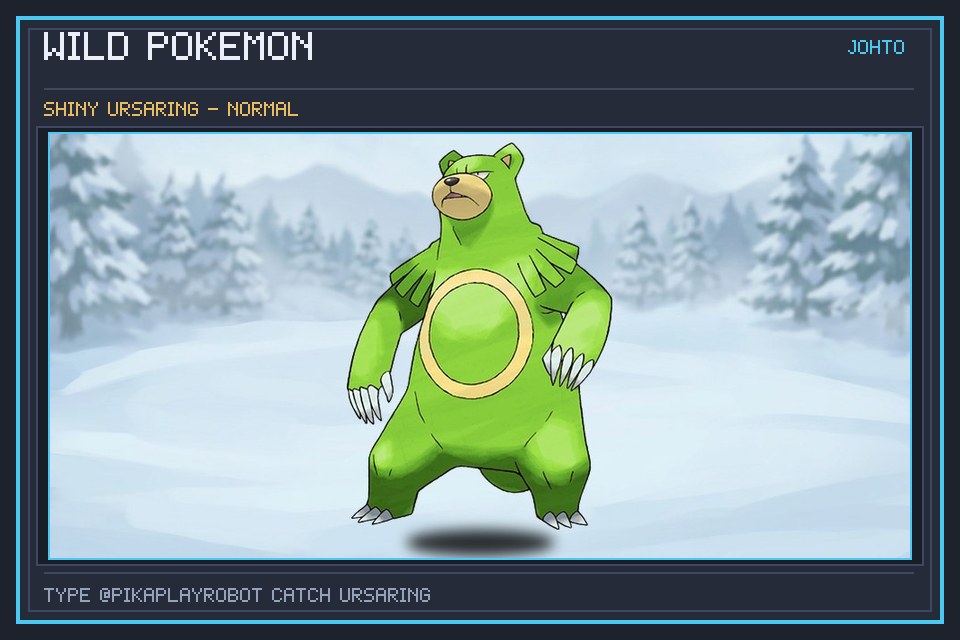 WILD POKEMON
JOHTO
SHINY URSARING - NORMAL
TYPE @PIKAPLAYROBOT CATCH URSARING